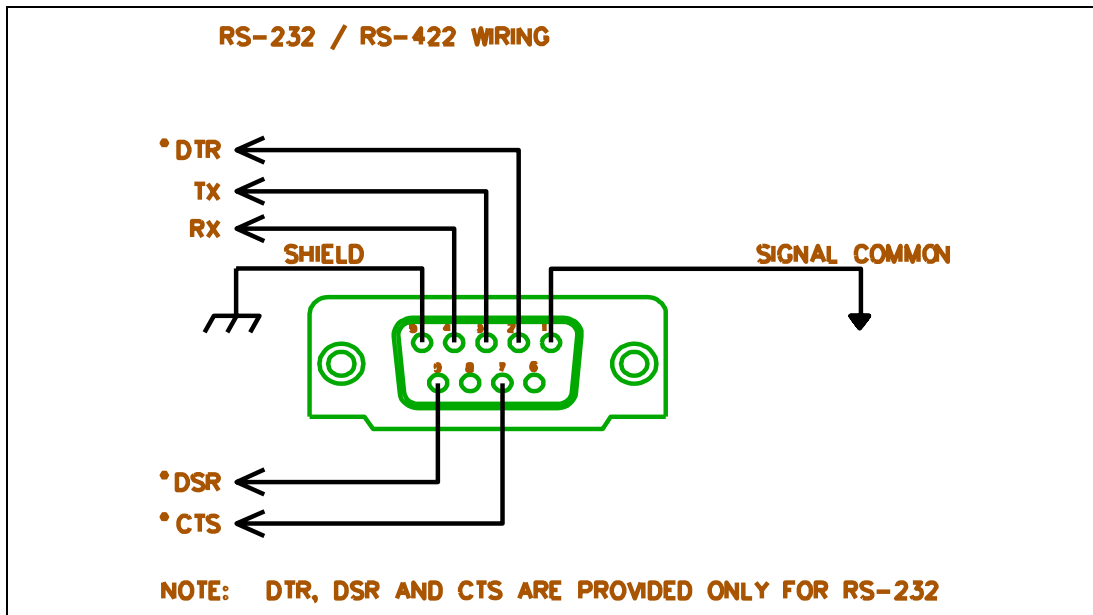 RS-232 / RS-422 WIRING
*DTR
TX
RX
SHIELD
SIGNAL COMMON
5 4 3 2 1
9 8 7 6
*DSR
*CTS
NOTE: DTR, DSR AND CTS ARE PROVIDED ONLY FOR RS-232